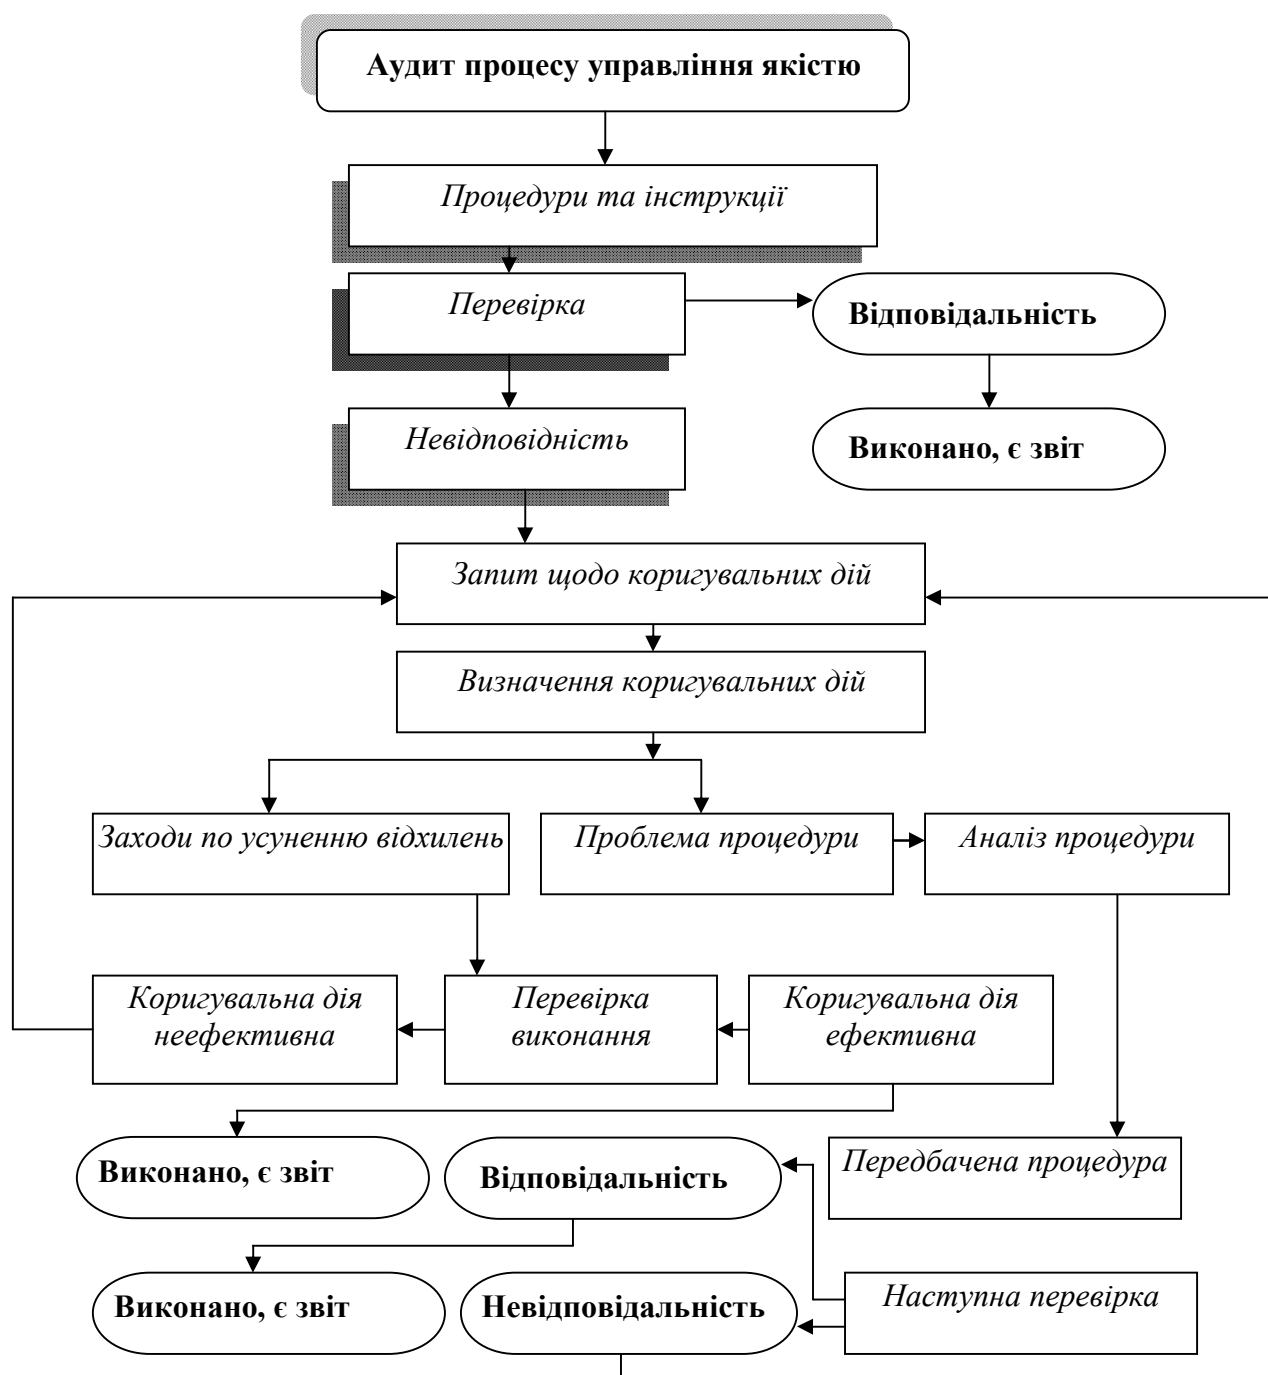 Аудит процесу управління якістю
Процедури та інструкції
Перевірка
Відповідальність
Невідповідність
Виконано, є звіт
Запит щодо коригувальних дій
Визначення коригувальних дій
Заходи по усуненню відхилень
Проблема процедури
Аналіз процедури
Коригувальна дія
неефективна
Перевірка
виконання
Коригувальна дія
ефективна
Виконано, є звіт
Відповідальність
Передбачена процедура
Виконано, є звіт
Невідповідальність
Наступна перевірка